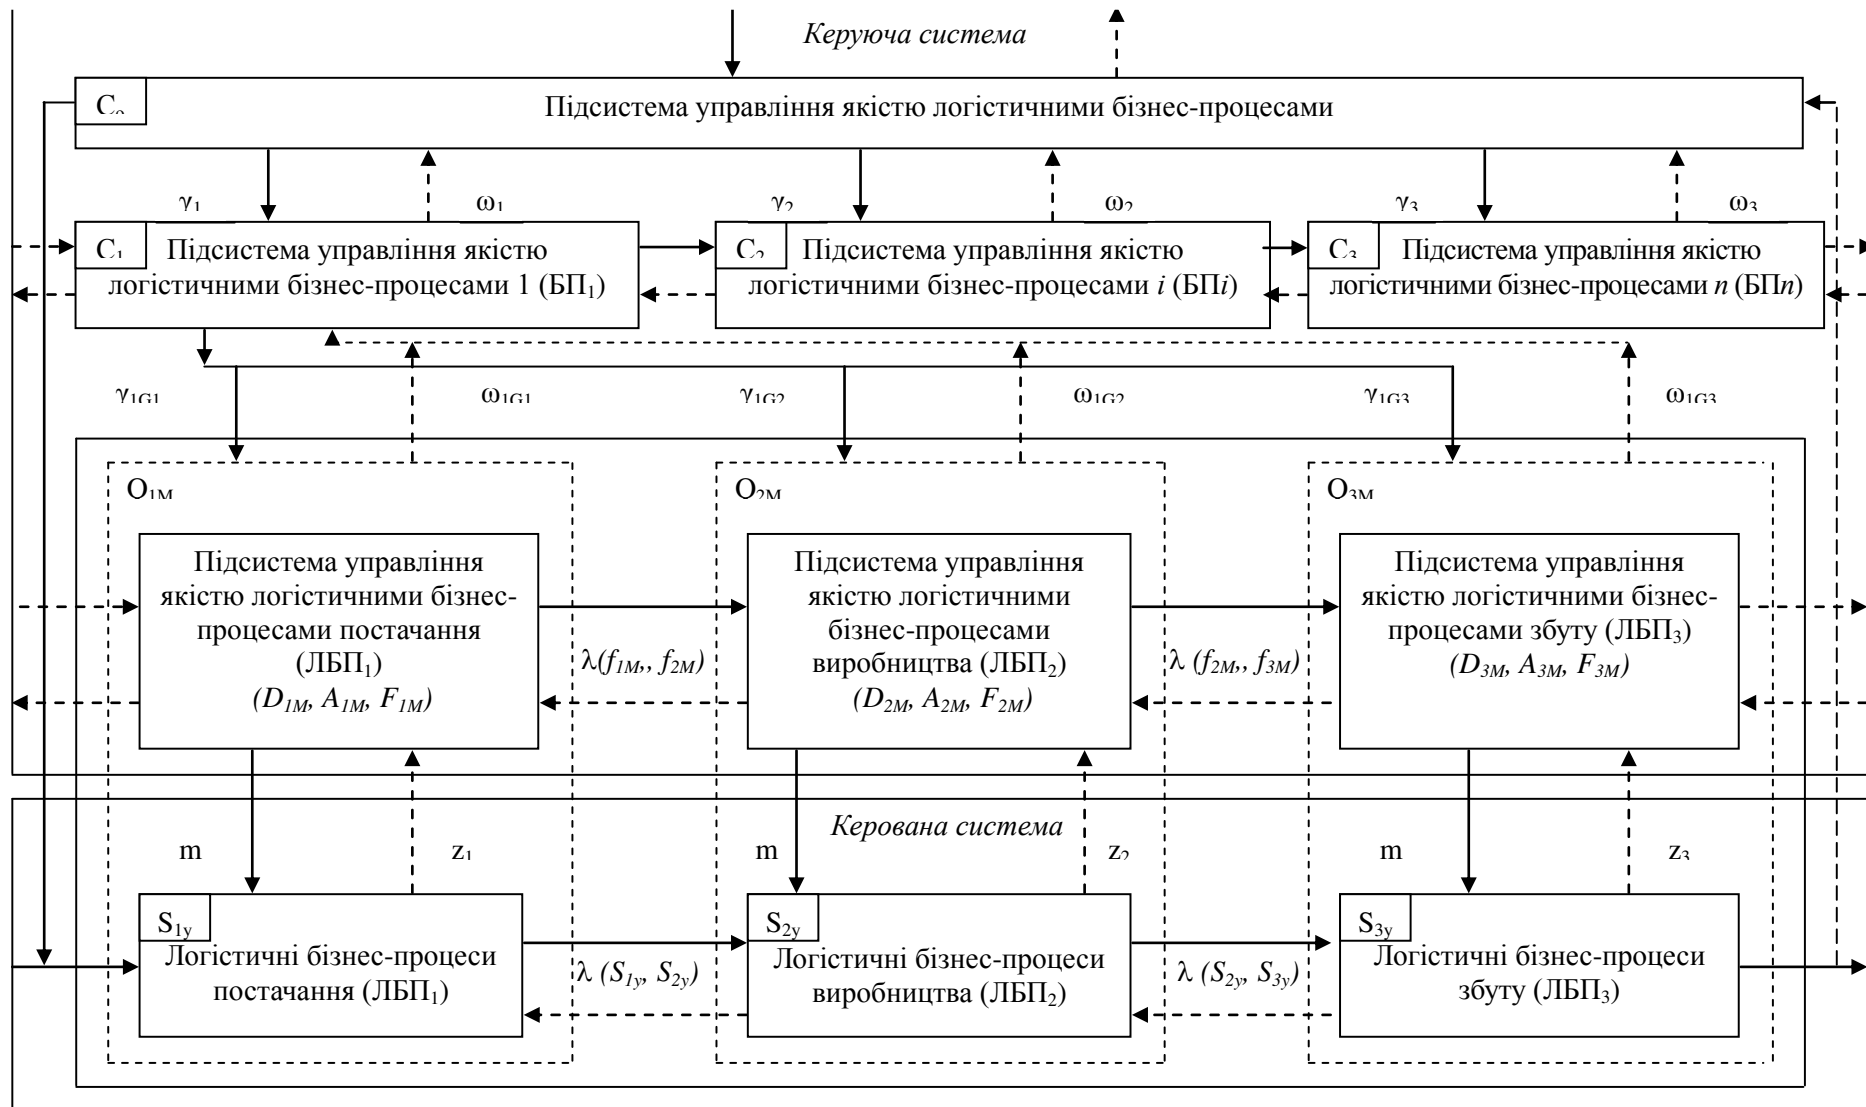 Керуюча система
C₀
Підсистема управління якістю логістичними бізнес-процесами
γ₁
ω₁
γ₂
ω₂
γ₃
ω₃
C₁
Підсистема управління якістю
логістичними бізнес-процесами 1 (БП₁)
C₂
Підсистема управління якістю
логістичними бізнес-процесами i (БПi)
C₃
Підсистема управління якістю
логістичними бізнес-процесами n (БПn)
γ₁G₁
ω₁G₁
γ₁G₂
ω₁G₂
γ₁G₃
ω₁G₃
O₁M
O₂M
O₃M
Підсистема управління
якістю логістичними бізнес-
процесами постачання
(ЛБП₁)
(D₁M, A₁M, F₁M)
λ(f₁M,, f₂M)
Підсистема управління
якістю логістичними
бізнес-процесами
виробництва (ЛБП₂)
(D₂M, A₂M, F₂M)
λ (f₂M,, f₃M)
Підсистема управління
якістю логістичними бізнес-
процесами збуту (ЛБП₃)
(D₃M, A₃M, F₃M)
Керована система
m
z₁
m
z₂
m
z₃
S₁y
Логістичні бізнес-процеси
постачання (ЛБП₁)
λ (S₁y, S₂y)
S₂y
Логістичні бізнес-процеси
виробництва (ЛБП₂)
λ (S₂y, S₃y)
S₃y
Логістичні бізнес-процеси
збуту (ЛБП₃)